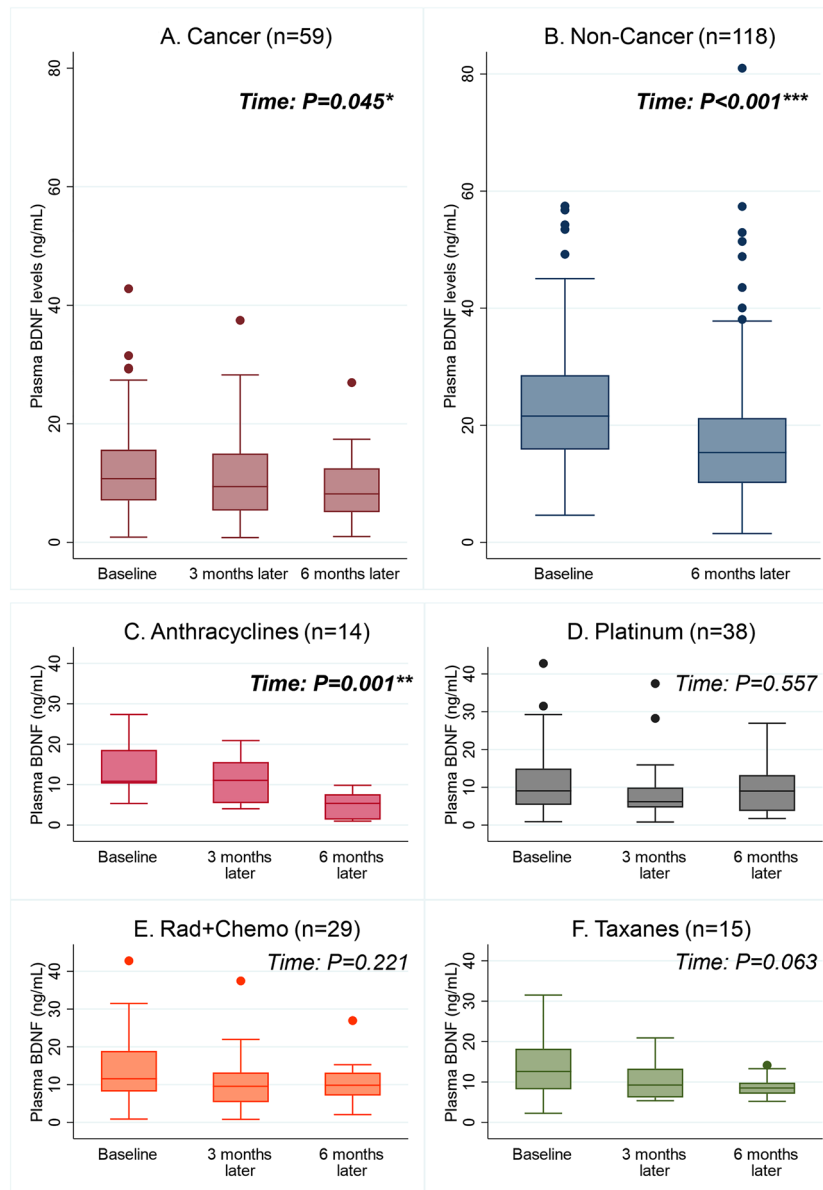 A. Cancer (n=59)
Time: P=0.045*
Plasma BDNF levels (ng/mL)
80
60
40
20
0
Baseline
3 months later
6 months later
B. Non-Cancer (n=118)
Time: P<0.001***
Plasma BDNF levels (ng/mL)
80
60
40
20
0
Baseline
6 months later
C. Anthracyclines (n=14)
Time: P=0.001**
Plasma BDNF (ng/mL)
40
30
20
10
0
Baseline
3 months
later
6 months
later
D. Platinum (n=38)
Time: P=0.557
Plasma BDNF (ng/mL)
40
30
20
10
0
Baseline
3 months
later
6 months
later
E. Rad+Chemo (n=29)
Time: P=0.221
Plasma BDNF (ng/mL)
40
30
20
10
0
Baseline
3 months
later
6 months
later
F. Taxanes (n=15)
Time: P=0.063
Plasma BDNF (ng/mL)
40
30
20
10
0
Baseline
3 months
later
6 months
later